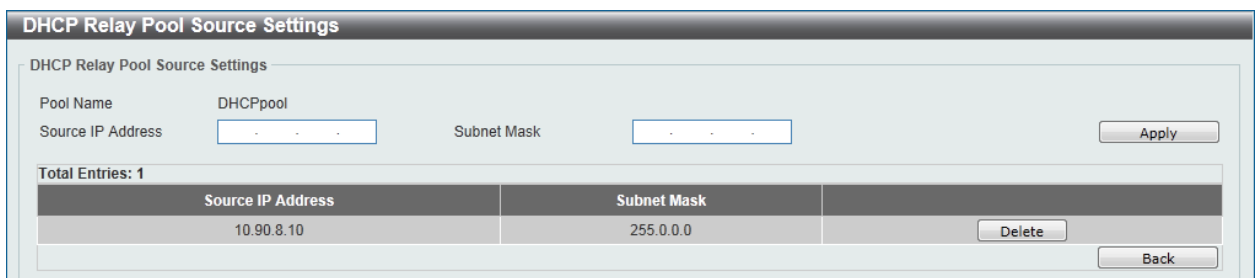 DHCP Relay Pool Source Settings
DHCP Relay Pool Source Settings
Pool Name DHCPpool
Source IP Address . . . Subnet Mask . . . Apply
Total Entries: 1
Source IP Address Subnet Mask
10.90.8.10 255.0.0.0 Delete
Back